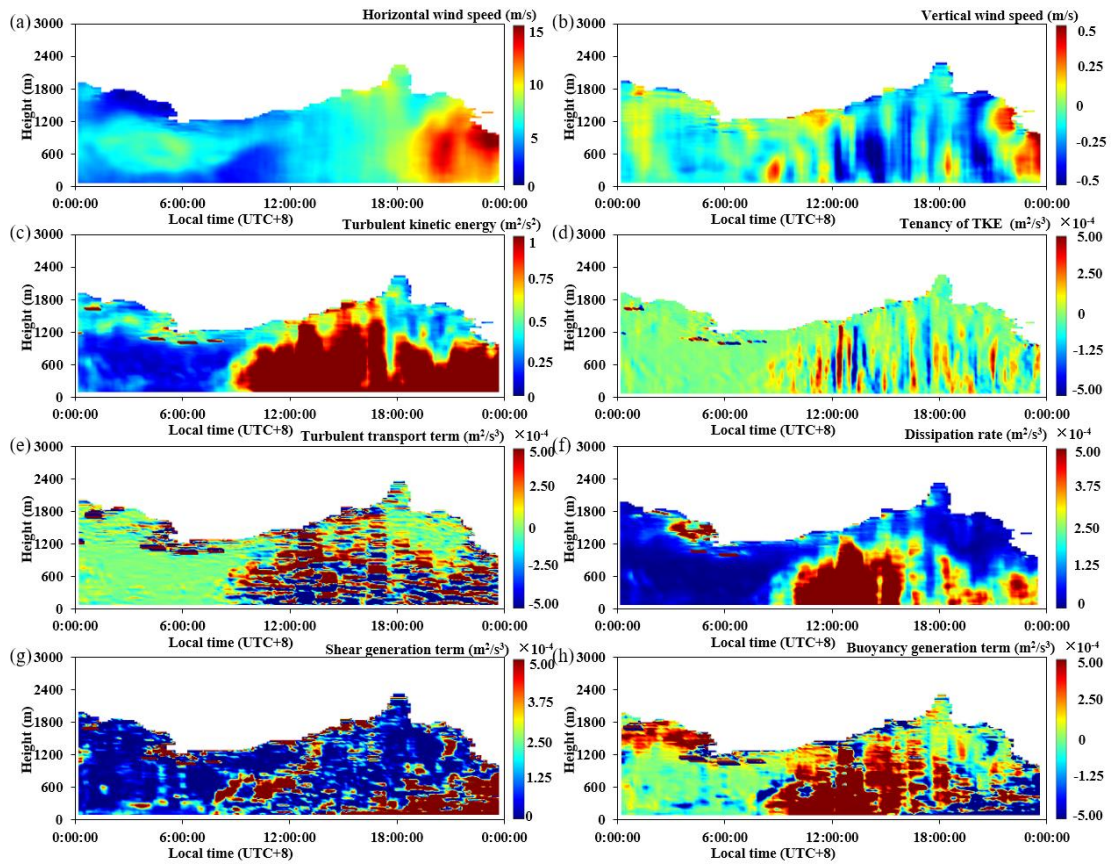 (a) Horizontal wind speed (m/s)
3000
2400
1800
1200
600
0
Height (m)
15
10
5
0
0:00:00 6:00:00 12:00:00 18:00:00 0:00:00
Local time (UTC+8)
(b) Vertical wind speed (m/s)
3000
2400
1800
1200
600
0
Height (m)
0.5
0.25
0
-0.25
-0.5
0:00:00 6:00:00 12:00:00 18:00:00 0:00:00
Local time (UTC+8)
(c) Turbulent kinetic energy (m²/s²)
3000
2400
1800
1200
600
0
Height (m)
1
0.75
0.5
0.25
0
0:00:00 6:00:00 12:00:00 18:00:00 0:00:00
Local time (UTC+8)
(d) Tenancy of TKE (m²/s³) ×10⁻⁴
3000
2400
1800
1200
600
0
Height (m)
5.00
2.50
0
-1.25
-5.00
0:00:00 6:00:00 12:00:00 18:00:00 0:00:00
Local time (UTC+8)
(e) Turbulent transport term (m²/s³) ×10⁻⁴
3000
2400
1800
1200
600
0
Height (m)
5.00
2.50
0
-2.50
-5.00
0:00:00 6:00:00 12:00:00 18:00:00 0:00:00
Local time (UTC+8)
(f) Dissipation rate (m²/s³) ×10⁻⁴
3000
2400
1800
1200
600
0
Height (m)
5.00
3.75
2.50
1.25
0
0:00:00 6:00:00 12:00:00 18:00:00 0:00:00
Local time (UTC+8)
(g) Shear generation term (m²/s³) ×10⁻⁴
3000
2400
1800
1200
600
0
Height (m)
5.00
3.75
2.50
1.25
0
0:00:00 6:00:00 12:00:00 18:00:00 0:00:00
Local time (UTC+8)
(h) Buoyancy generation term (m²/s³) ×10⁻⁴
3000
2400
1800
1200
600
0
Height (m)
5.00
2.50
0
-1.25
-5.00
0:00:00 6:00:00 12:00:00 18:00:00 0:00:00
Local time (UTC+8)